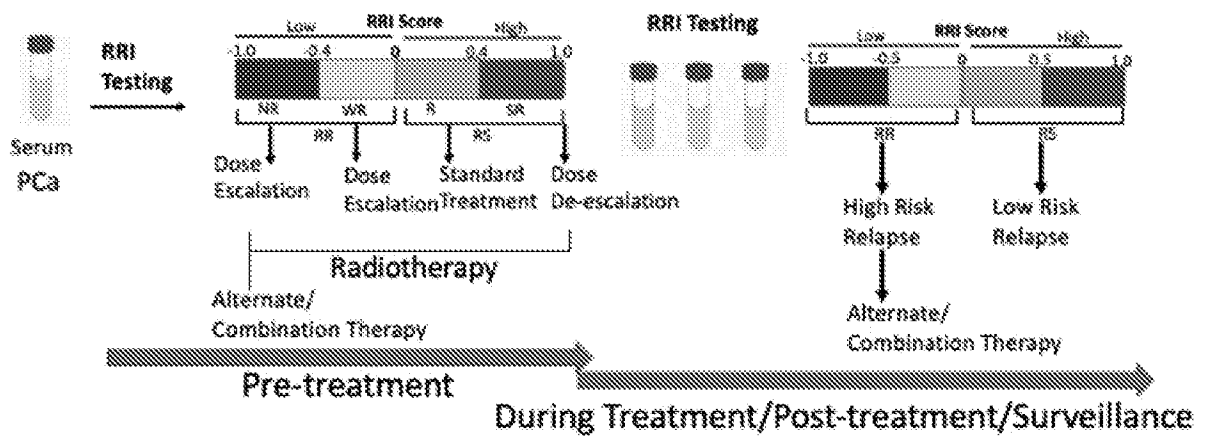 Serum
PCa
RRI
Testing
RRI Score
Low
High
-1.0
-0.4
0
0.4
1.0
NR
WR
R
SR
RR
RS
Dose
Escalation
Dose
Escalation
Standard
Treatment
Dose
De-escalation
Radiotherapy
Alternate/
Combination Therapy
Pre-treatment
RRI Testing
RRI Score
Low
High
-1.0
-0.5
0
1.0
RR
RS
High Risk
Relapse
Low Risk
Relapse
Alternate/
Combination Therapy
During Treatment/Post-treatment/Surveillance